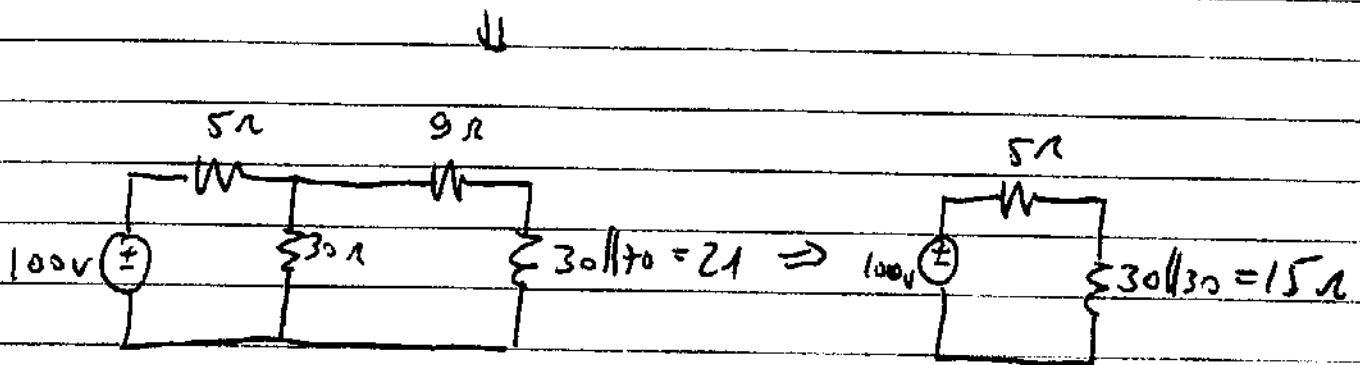 ⇓
5Ω 9Ω 5Ω
100v ± 30Ω 30||70 = 21 ⇒ 100v ± 30||30 = 15Ω